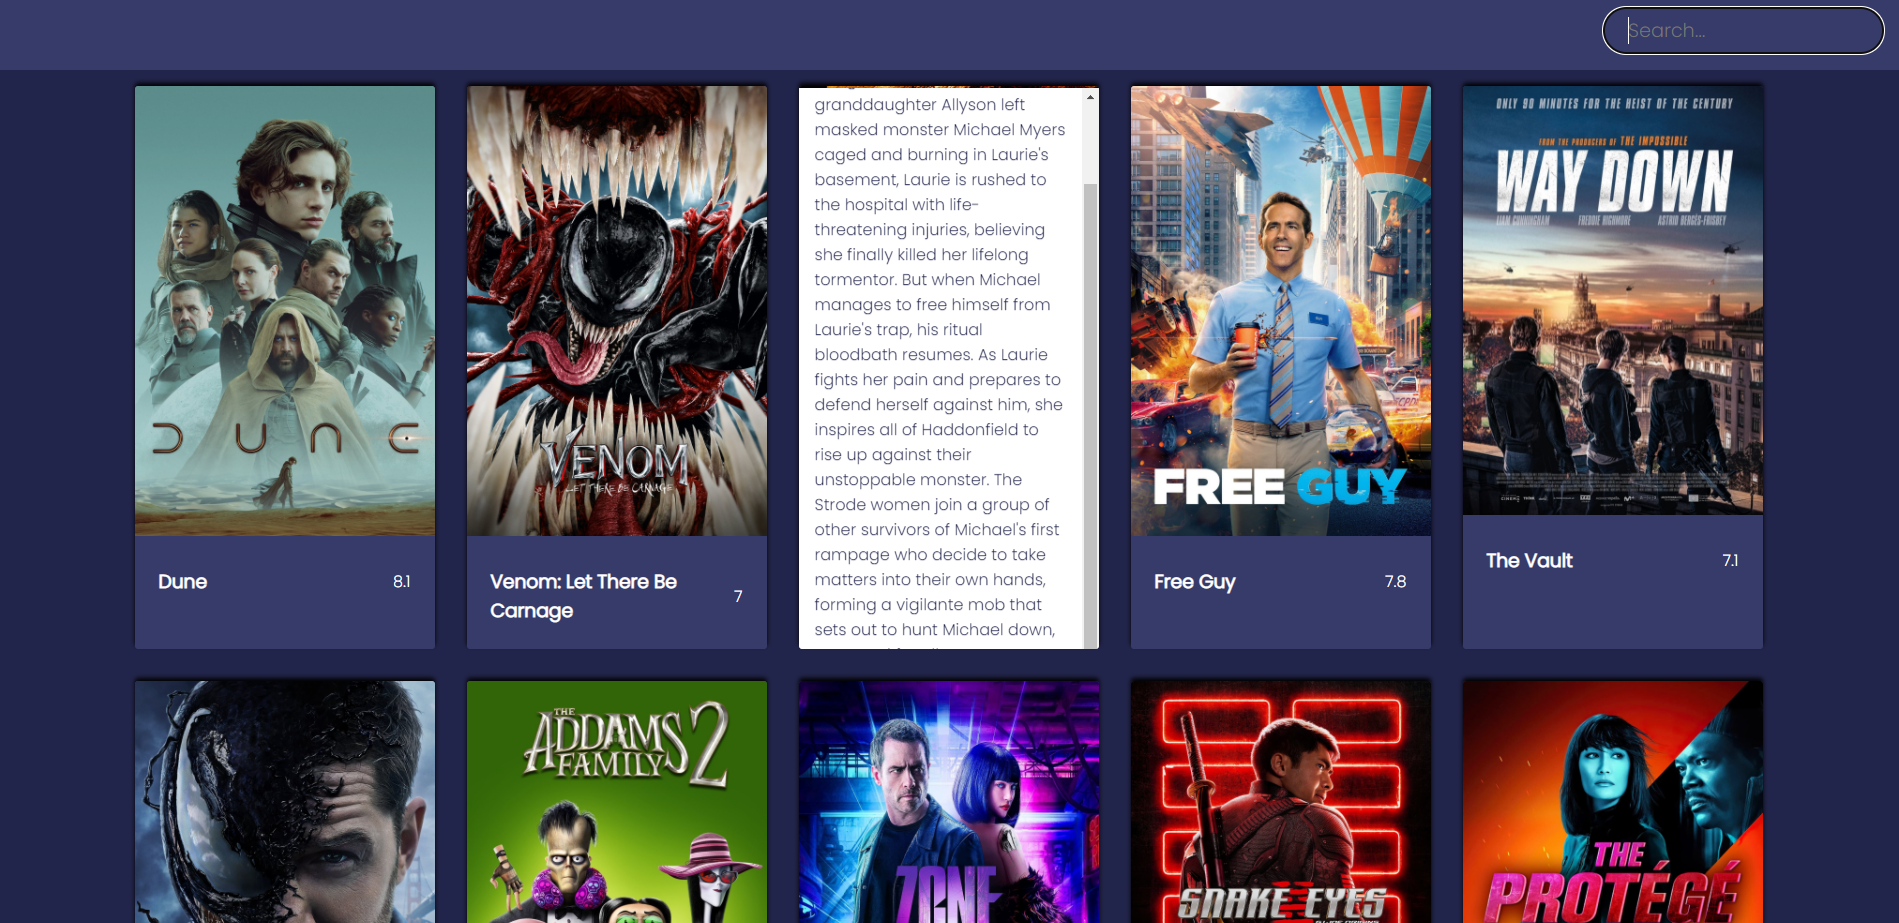 Search...
DUNE
Dune
8.1
VENOM
LET THERE BE CARNAGE
Venom: Let There Be
Carnage
7
granddaughter Allyson left
masked monster Michael Myers
caged and burning in Laurie's
basement, Laurie is rushed to
the hospital with life-
threatening injuries, believing
she finally killed her lifelong
tormentor. But when Michael
manages to free himself from
Laurie's trap, his ritual
bloodbath resumes. As Laurie
fights her pain and prepares to
defend herself against him, she
inspires all of Haddonfield to
rise up against their
unstoppable monster. The
Strode women join a group of
other survivors of Michael's first
rampage who decide to take
matters into their own hands,
forming a vigilante mob that
sets out to hunt Michael down,
FREE GUY
Free Guy
7.8
ONLY 90 MINUTES FOR THE HEIST OF THE CENTURY
FROM THE PRODUCERS OF THE IMPOSSIBLE
WAY DOWN
LIAM CUNNINGHAM FREDDIE HIGHMORE ASTRID BERGÈS-FRISBEY
The Vault
7.1
THE
ADDAMS
FAMILY 2
ZONE
SNAKE EYES
THE
PROTÉGÉ